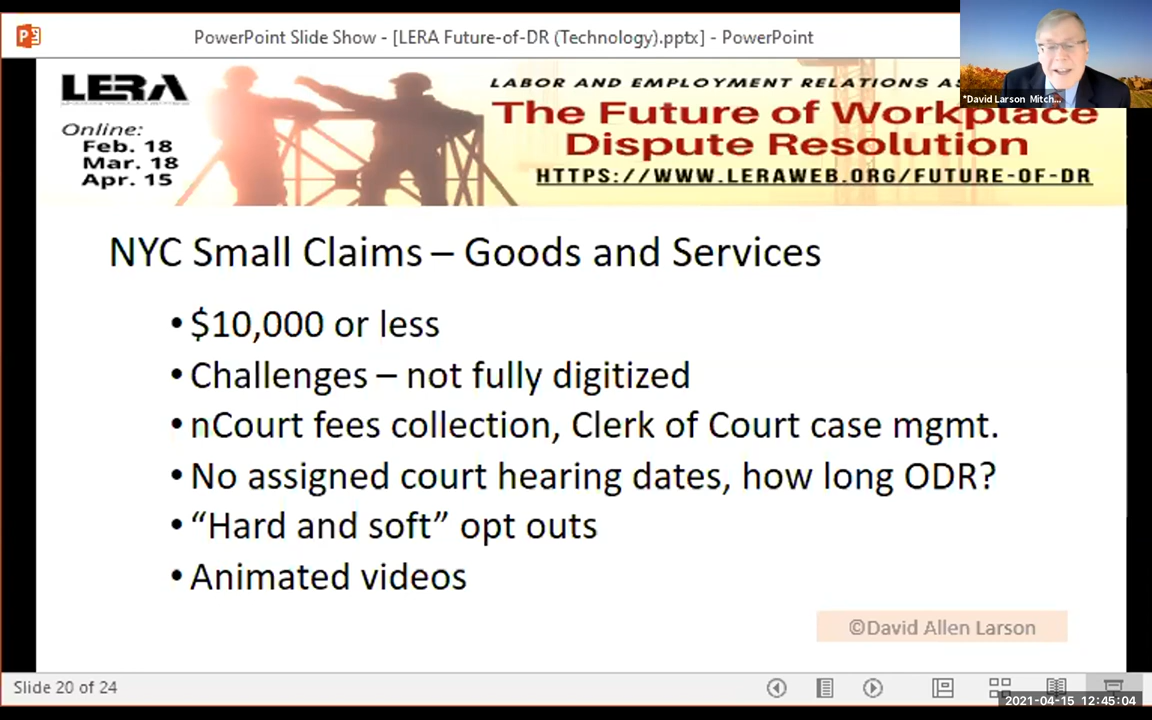 PowerPoint Slide Show - [LERA Future-of-DR (Technology).pptx] - PowerPoint
LERA
Online:
Feb. 18
Mar. 18
Apr. 15
LABOR AND EMPLOYMENT RELATIONS AS
The Future of Workplace
Dispute Resolution
HTTPS://WWW.LERAWEB.ORG/FUTURE-OF-DR
*David Larson Mitch...
NYC Small Claims – Goods and Services
• $10,000 or less
• Challenges – not fully digitized
• nCourt fees collection, Clerk of Court case mgmt.
• No assigned court hearing dates, how long ODR?
• “Hard and soft” opt outs
• Animated videos
©David Allen Larson
Slide 20 of 24
2021-04-15 12:45:04